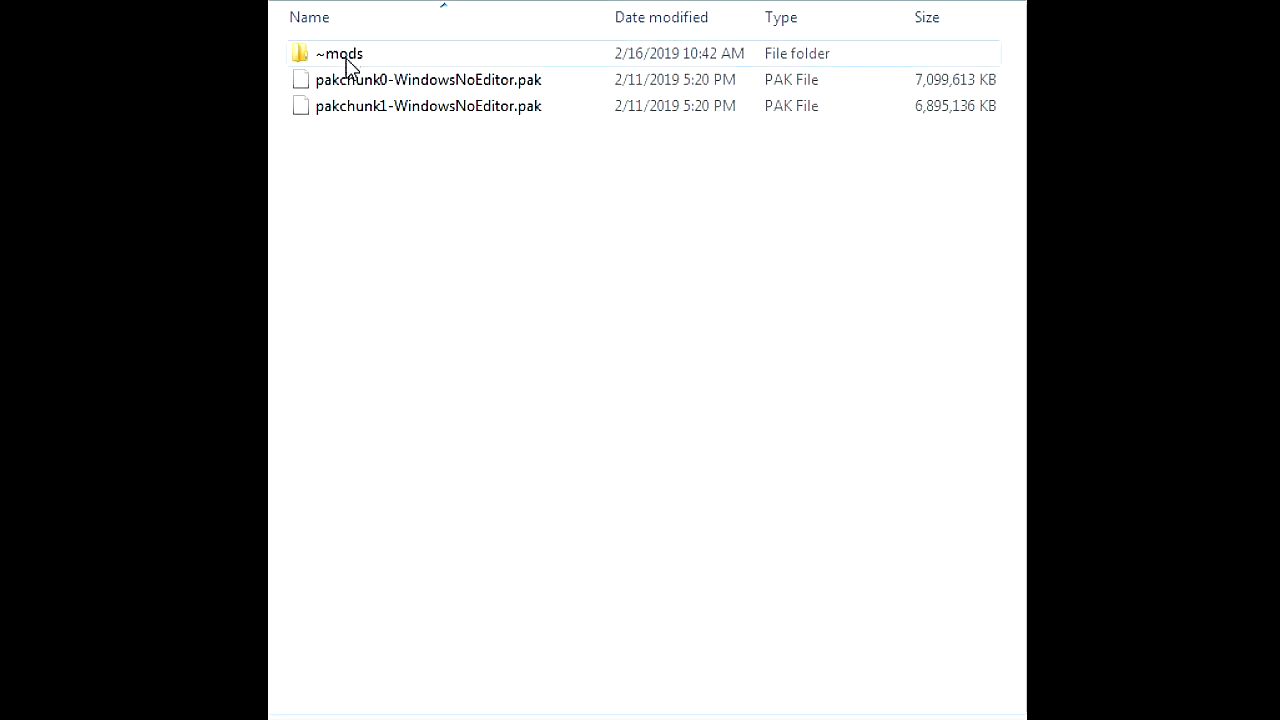 Name Date modified Type Size
~mods 2/16/2019 10:42 AM File folder
pakchunk0-WindowsNoEditor.pak 2/11/2019 5:20 PM PAK File 7,099,613 KB
pakchunk1-WindowsNoEditor.pak 2/11/2019 5:20 PM PAK File 6,895,136 KB